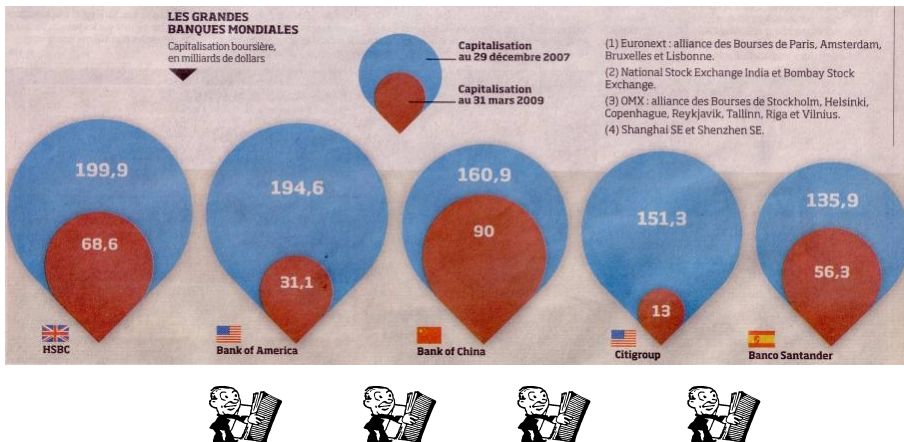 LES GRANDES
BANQUES MONDIALES
Capitalisation boursière,
en milliards de dollars
Capitalisation
au 29 décembre 2007
Capitalisation
au 31 mars 2009
(1) Euronext : alliance des Bourses de Paris, Amsterdam,
Bruxelles et Lisbonne.
(2) National Stock Exchange India et Bombay Stock
Exchange.
(3) OMX : alliance des Bourses de Stockholm, Helsinki,
Copenhague, Reykjavik, Tallinn, Riga et Vilnius.
(4) Shanghai SE et Shenzhen SE.
199,9
68,6
HSBC
194,6
31,1
Bank of America
160,9
90
Bank of China
151,3
13
Citigroup
135,9
56,3
Banco Santander